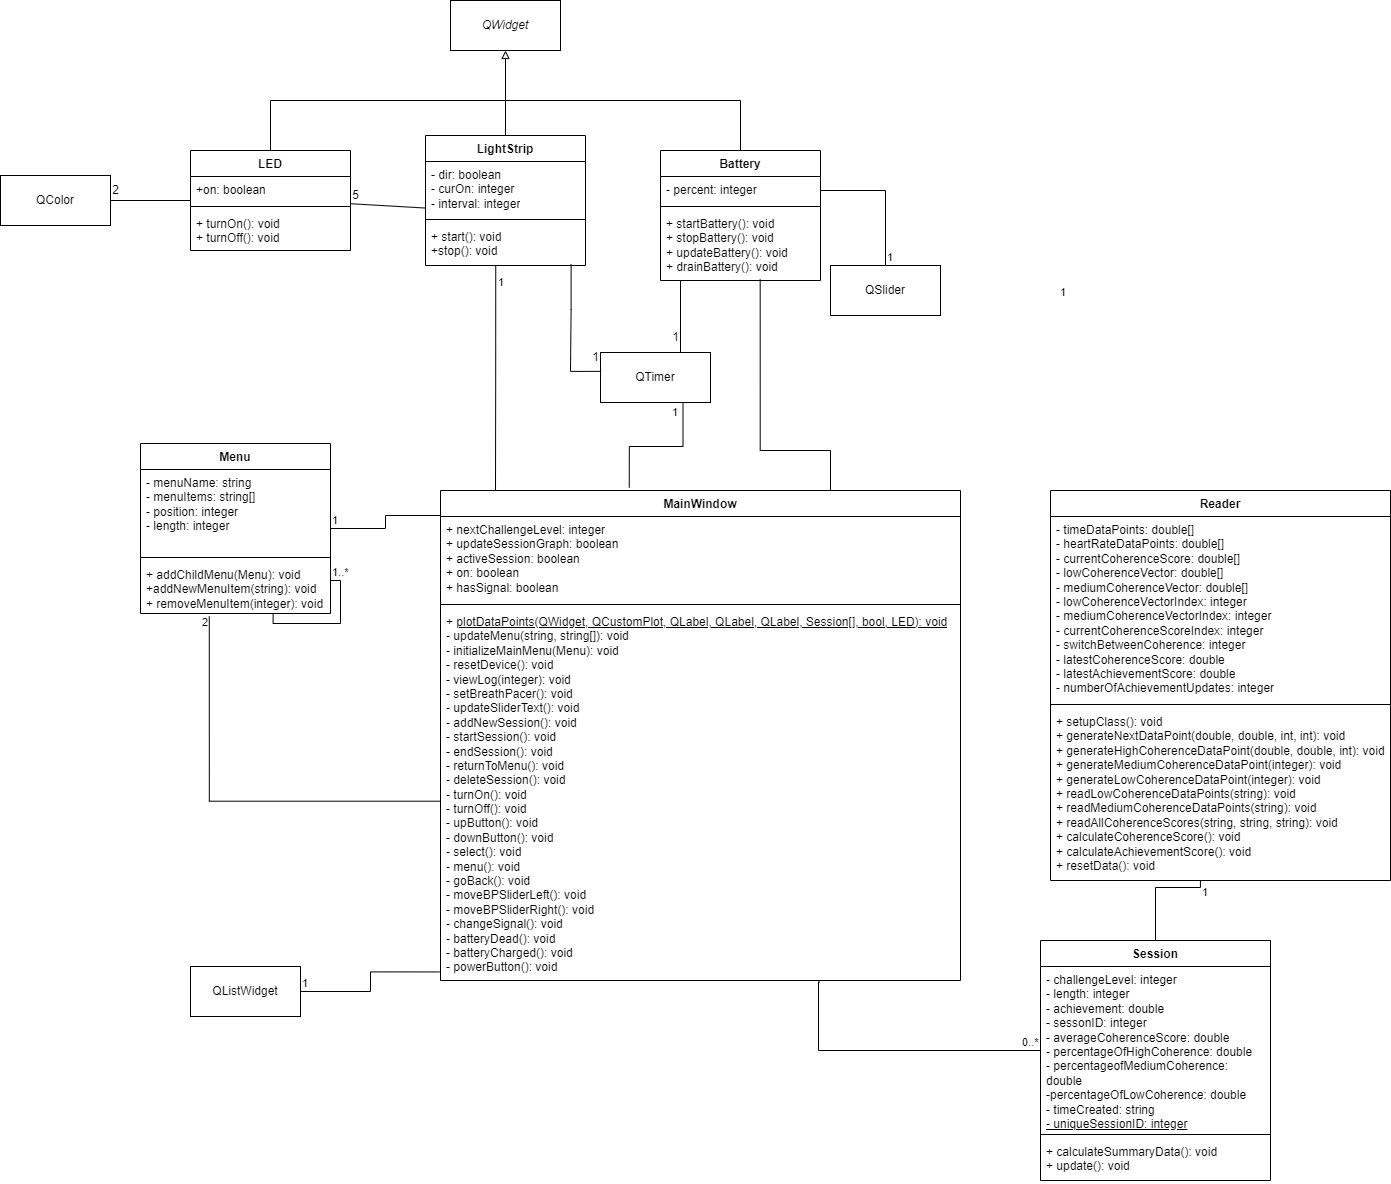 QWidget
LED
+on: boolean
+ turnOn(): void
+ turnOff(): void
LightStrip
- dir: boolean
- curOn: integer
- interval: integer
+ start(): void
+stop(): void
Battery
- percent: integer
+ startBattery(): void
+ stopBattery(): void
+ updateBattery(): void
+ drainBattery(): void
QColor
2
5
1
QSlider
1
1
1
1
QTimer
1
Menu
- menuName: string
- menuItems: string[]
- position: integer
- length: integer
+ addChildMenu(Menu): void
+addNewMenuItem(string): void
+ removeMenuItem(integer): void
1
1..*
2
MainWindow
+ nextChallengeLevel: integer
+ updateSessionGraph: boolean
+ activeSession: boolean
+ on: boolean
+ hasSignal: boolean
+ plotDataPoints(QWidget, QCustomPlot, QLabel, QLabel, QLabel, Session[], bool, LED): void
- updateMenu(string, string[]): void
- initializeMainMenu(Menu): void
- resetDevice(): void
- viewLog(integer): void
- setBreathPacer(): void
- updateSliderText(): void
- addNewSession(): void
- startSession(): void
- endSession(): void
- returnToMenu(): void
- deleteSession(): void
- turnOn(): void
- turnOff(): void
- upButton(): void
- downButton(): void
- select(): void
- menu(): void
- goBack(): void
- moveBPSliderLeft(): void
- moveBPSliderRight(): void
- changeSignal(): void
- batteryDead(): void
- batteryCharged(): void
- powerButton(): void
Reader
- timeDataPoints: double[]
- heartRateDataPoints: double[]
- currentCoherenceScore: double[]
- lowCoherenceVector: double[]
- mediumCoherenceVector: double[]
- lowCoherenceVectorIndex: integer
- mediumCoherenceVectorIndex: integer
- currentCoherenceScoreIndex: integer
- switchBetweenCoherence: integer
- latestCoherenceScore: double
- latestAchievementScore: double
- numberOfAchievementUpdates: integer
+ setupClass(): void
+ generateNextDataPoint(double, double, int, int): void
+ generateHighCoherenceDataPoint(double, double, int): void
+ generateMediumCoherenceDataPoint(integer): void
+ generateLowCoherenceDataPoint(integer): void
+ readLowCoherenceDataPoints(string): void
+ readMediumCoherenceDataPoints(string): void
+ readAllCoherenceScores(string, string, string): void
+ calculateCoherenceScore(): void
+ calculateAchievementScore(): void
+ resetData(): void
1
QListWidget
1
0..*
Session
- challengeLevel: integer
- length: integer
- achievement: double
- sessonID: integer
- averageCoherenceScore: double
- percentageOfHighCoherence: double
- percentageofMediumCoherence:
double
-percentageOfLowCoherence: double
- timeCreated: string
- uniqueSessionID: integer
+ calculateSummaryData(): void
+ update(): void